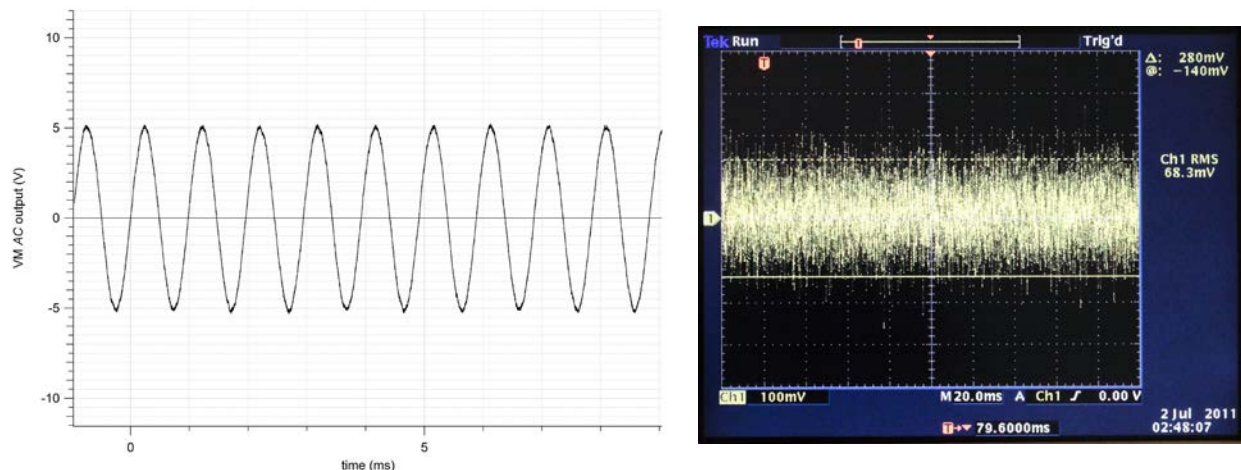 10
5
0
-5
-10
VM AC output (V)
0
5
time (ms)
Tek Run
Trig'd
T
T
Δ: 280mV
@: -140mV
Ch1 RMS
68.3mV
1
Ch1 100mV M 20.0ms A Ch1 ƒ 0.00 V
T→▼ 79.6000ms
2 Jul 2011
02:48:07